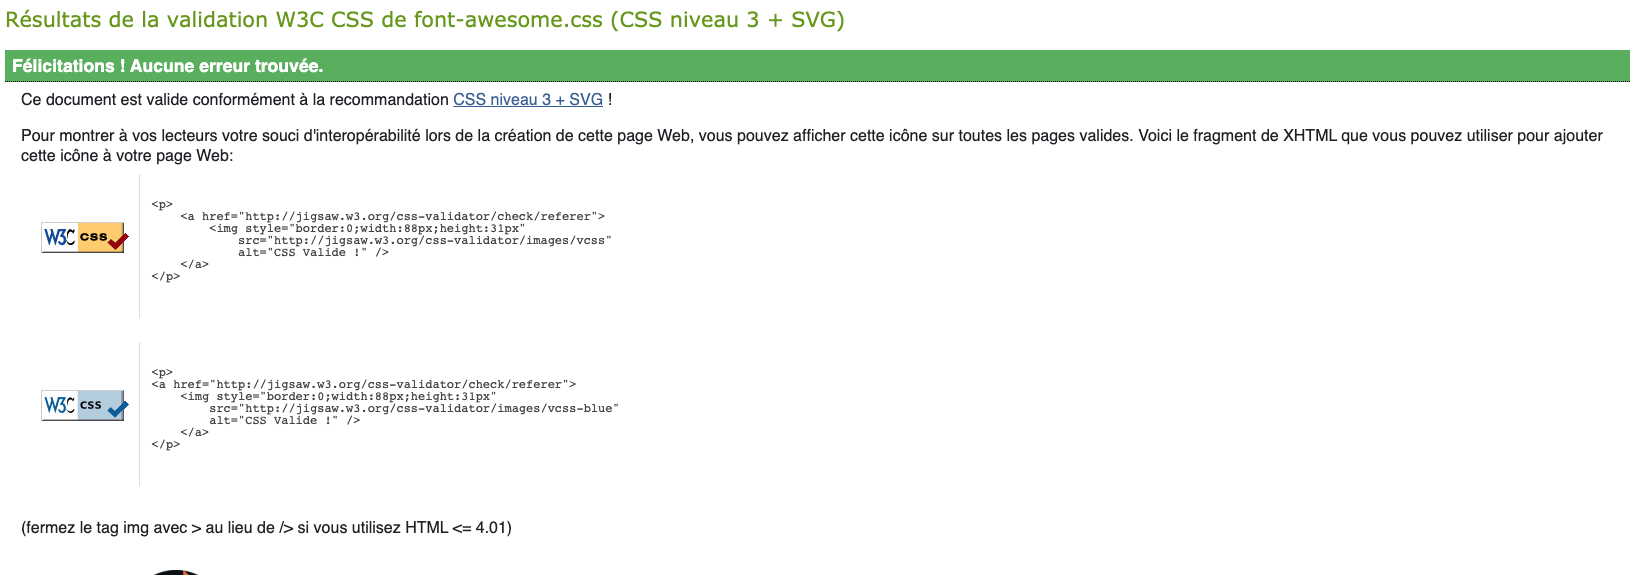 Résultats de la validation W3C CSS de font-awesome.css (CSS niveau 3 + SVG)
Félicitations ! Aucune erreur trouvée.
Ce document est valide conformément à la recommandation CSS niveau 3 + SVG !
Pour montrer à vos lecteurs votre souci d'interopérabilité lors de la création de cette page Web, vous pouvez afficher cette icône sur toutes les pages valides. Voici le fragment de XHTML que vous pouvez utiliser pour ajouter
cette icône à votre page Web:
<p>
<a href="http://jigsaw.w3.org/css-validator/check/referer">
<img style="border:0;width:88px;height:31px"
W3C css
src="http://jigsaw.w3.org/css-validator/images/vcss"
alt="CSS Valide !" />
</a>
</p>
<p>
<a href="http://jigsaw.w3.org/css-validator/check/referer">
<img style="border:0;width:88px;height:31px"
W3C css
src="http://jigsaw.w3.org/css-validator/images/vcss-blue"
alt="CSS Valide !" />
</a>
</p>
(fermez le tag img avec > au lieu de /> si vous utilisez HTML <= 4.01)